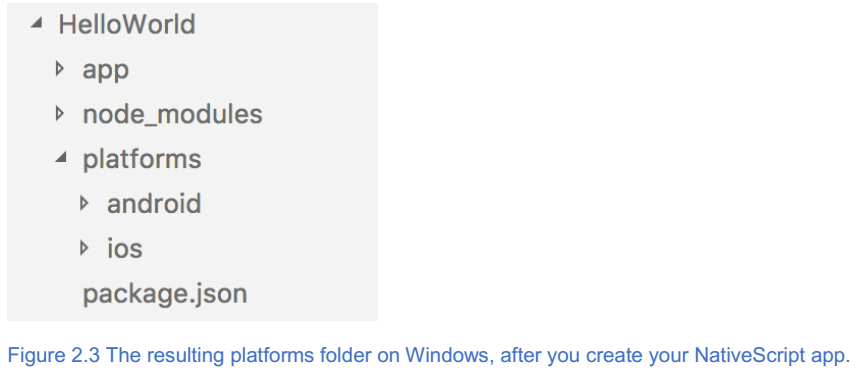 HelloWorld
app
node_modules
platforms
android
ios
package.json
Figure 2.3 The resulting platforms folder on Windows, after you create your NativeScript app.